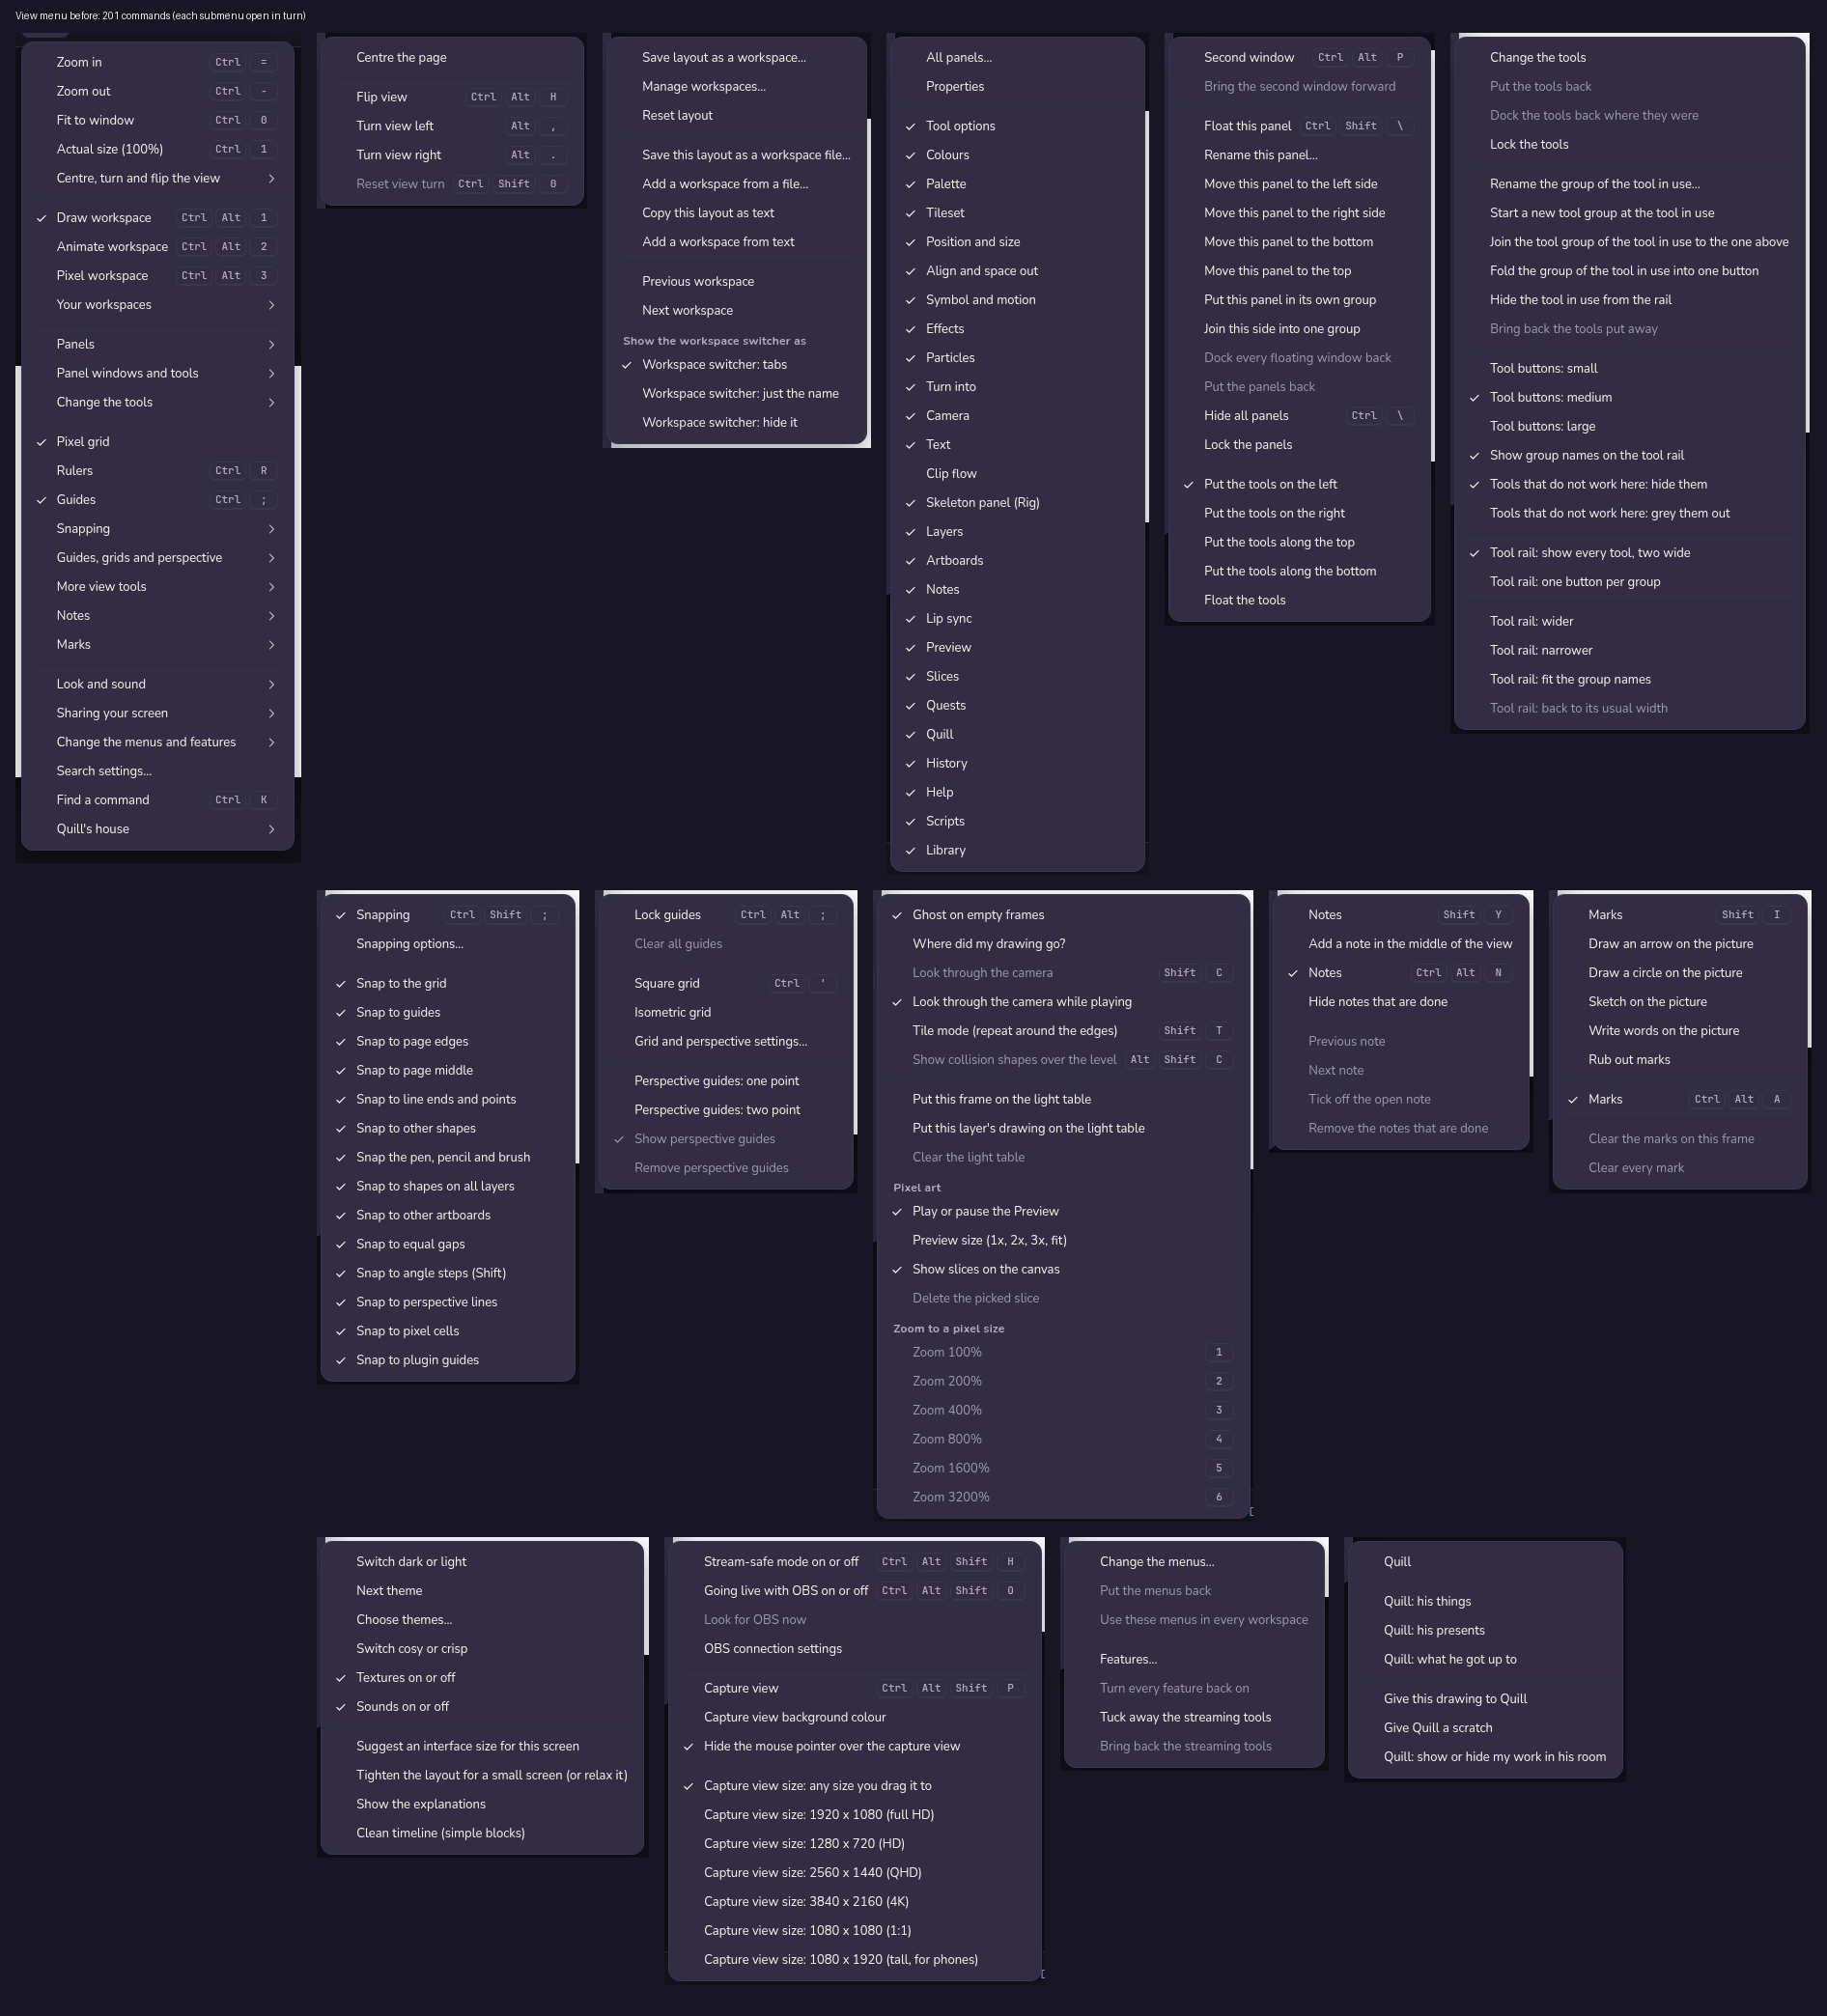 View menu before: 201 commands (each submenu open in turn)
Zoom in Ctrl =
Zoom out Ctrl -
Fit to window Ctrl 0
Actual size (100%) Ctrl 1
Centre, turn and flip the view
Draw workspace Ctrl Alt 1
Animate workspace Ctrl Alt 2
Pixel workspace Ctrl Alt 3
Your workspaces
Panels
Panel windows and tools
Change the tools
Pixel grid
Rulers Ctrl R
Guides Ctrl ;
Snapping
Guides, grids and perspective
More view tools
Notes
Marks
Look and sound
Sharing your screen
Change the menus and features
Search settings...
Find a command Ctrl K
Quill's house
Centre the page
Flip view Ctrl Alt H
Turn view left Alt ,
Turn view right Alt .
Reset view turn Ctrl Shift 0
Save layout as a workspace...
Manage workspaces...
Reset layout
Save this layout as a workspace file...
Add a workspace from a file...
Copy this layout as text
Add a workspace from text
Previous workspace
Next workspace
Show the workspace switcher as
Workspace switcher: tabs
Workspace switcher: just the name
Workspace switcher: hide it
All panels...
Properties
Tool options
Colours
Palette
Tileset
Position and size
Align and space out
Symbol and motion
Effects
Particles
Turn into
Camera
Text
Clip flow
Skeleton panel (Rig)
Layers
Artboards
Notes
Lip sync
Preview
Slices
Quests
Quill
History
Help
Scripts
Library
Second window Ctrl Alt P
Bring the second window forward
Float this panel Ctrl Shift \
Rename this panel...
Move this panel to the left side
Move this panel to the right side
Move this panel to the bottom
Move this panel to the top
Put this panel in its own group
Join this side into one group
Dock every floating window back
Put the panels back
Hide all panels Ctrl \
Lock the panels
Put the tools on the left
Put the tools on the right
Put the tools along the top
Put the tools along the bottom
Float the tools
Change the tools
Put the tools back
Dock the tools back where they were
Lock the tools
Rename the group of the tool in use...
Start a new tool group at the tool in use
Join the tool group of the tool in use to the one above
Fold the group of the tool in use into one button
Hide the tool in use from the rail
Bring back the tools put away
Tool buttons: small
Tool buttons: medium
Tool buttons: large
Show group names on the tool rail
Tools that do not work here: hide them
Tools that do not work here: grey them out
Tool rail: show every tool, two wide
Tool rail: one button per group
Tool rail: wider
Tool rail: narrower
Tool rail: fit the group names
Tool rail: back to its usual width
Snapping Ctrl Shift ;
Snapping options...
Snap to the grid
Snap to guides
Snap to page edges
Snap to page middle
Snap to line ends and points
Snap to other shapes
Snap the pen, pencil and brush
Snap to shapes on all layers
Snap to other artboards
Snap to equal gaps
Snap to angle steps (Shift)
Snap to perspective lines
Snap to pixel cells
Snap to plugin guides
Lock guides Ctrl Alt ;
Clear all guides
Square grid Ctrl '
Isometric grid
Grid and perspective settings...
Perspective guides: one point
Perspective guides: two point
Show perspective guides
Remove perspective guides
Ghost on empty frames
Where did my drawing go?
Look through the camera Shift C
Look through the camera while playing
Tile mode (repeat around the edges) Shift T
Show collision shapes over the level Alt Shift C
Put this frame on the light table
Put this layer's drawing on the light table
Clear the light table
Pixel art
Play or pause the Preview
Preview size (1x, 2x, 3x, fit)
Show slices on the canvas
Delete the picked slice
Zoom to a pixel size
Zoom 100% 1
Zoom 200% 2
Zoom 400% 3
Zoom 800% 4
Zoom 1600% 5
Zoom 3200% 6
Notes Shift Y
Add a note in the middle of the view
Notes Ctrl Alt N
Hide notes that are done
Previous note
Next note
Tick off the open note
Remove the notes that are done
Marks Shift I
Draw an arrow on the picture
Draw a circle on the picture
Sketch on the picture
Write words on the picture
Rub out marks
Marks Ctrl Alt A
Clear the marks on this frame
Clear every mark
Switch dark or light
Next theme
Choose themes...
Switch cosy or crisp
Textures on or off
Sounds on or off
Suggest an interface size for this screen
Tighten the layout for a small screen (or relax it)
Show the explanations
Clean timeline (simple blocks)
Stream-safe mode on or off Ctrl Alt Shift H
Going live with OBS on or off Ctrl Alt Shift O
Look for OBS now
OBS connection settings
Capture view Ctrl Alt Shift P
Capture view background colour
Hide the mouse pointer over the capture view
Capture view size: any size you drag it to
Capture view size: 1920 x 1080 (full HD)
Capture view size: 1280 x 720 (HD)
Capture view size: 2560 x 1440 (QHD)
Capture view size: 3840 x 2160 (4K)
Capture view size: 1080 x 1080 (1:1)
Capture view size: 1080 x 1920 (tall, for phones)
Change the menus...
Put the menus back
Use these menus in every workspace
Features...
Turn every feature back on
Tuck away the streaming tools
Bring back the streaming tools
Quill
Quill: his things
Quill: his presents
Quill: what he got up to
Give this drawing to Quill
Give Quill a scratch
Quill: show or hide my work in his room